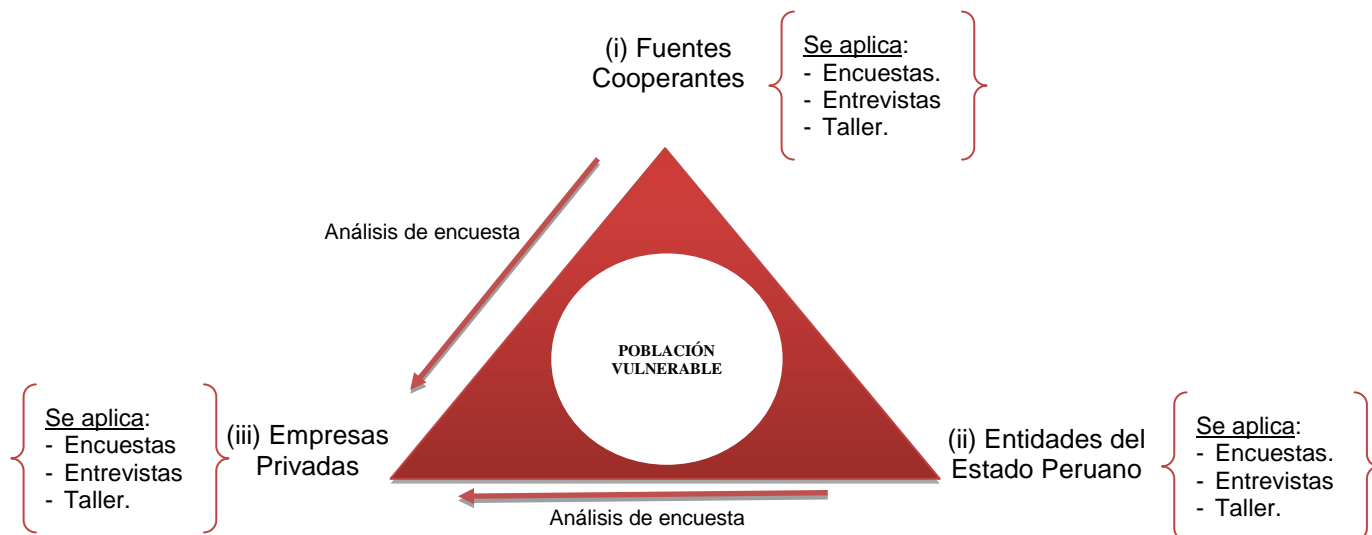 (i) Fuentes
Cooperantes
Se aplica:
- Encuestas.
- Entrevistas
- Taller.
Análisis de encuesta
POBLACIÓN
VULNERABLE
Se aplica:
- Encuestas
- Entrevistas
- Taller.
(iii) Empresas
Privadas
(ii) Entidades del
Estado Peruano
Se aplica:
- Encuestas.
- Entrevistas
- Taller.
Análisis de encuesta